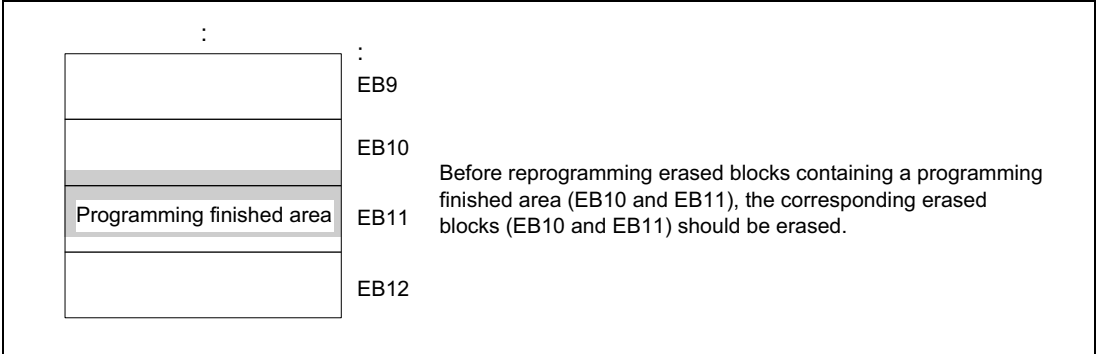 :
:
EB9
EB10
Before reprogramming erased blocks containing a programming
finished area (EB10 and EB11), the corresponding erased
blocks (EB10 and EB11) should be erased.
Programming finished area
EB11
EB12